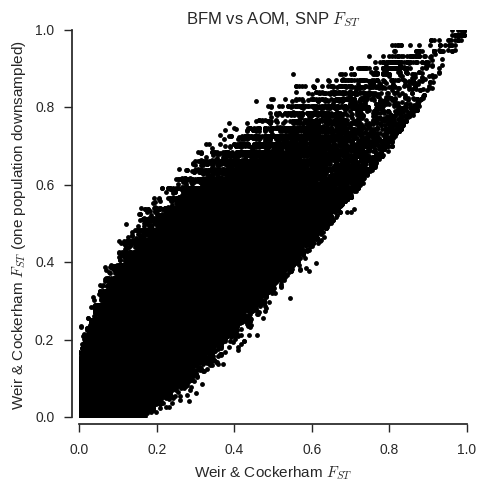 BFM vs AOM, SNP F_ST
Weir & Cockerham F_ST (one population downsampled)
1.0
0.8
0.6
0.4
0.2
0.0
0.0 0.2 0.4 0.6 0.8 1.0
Weir & Cockerham F_ST